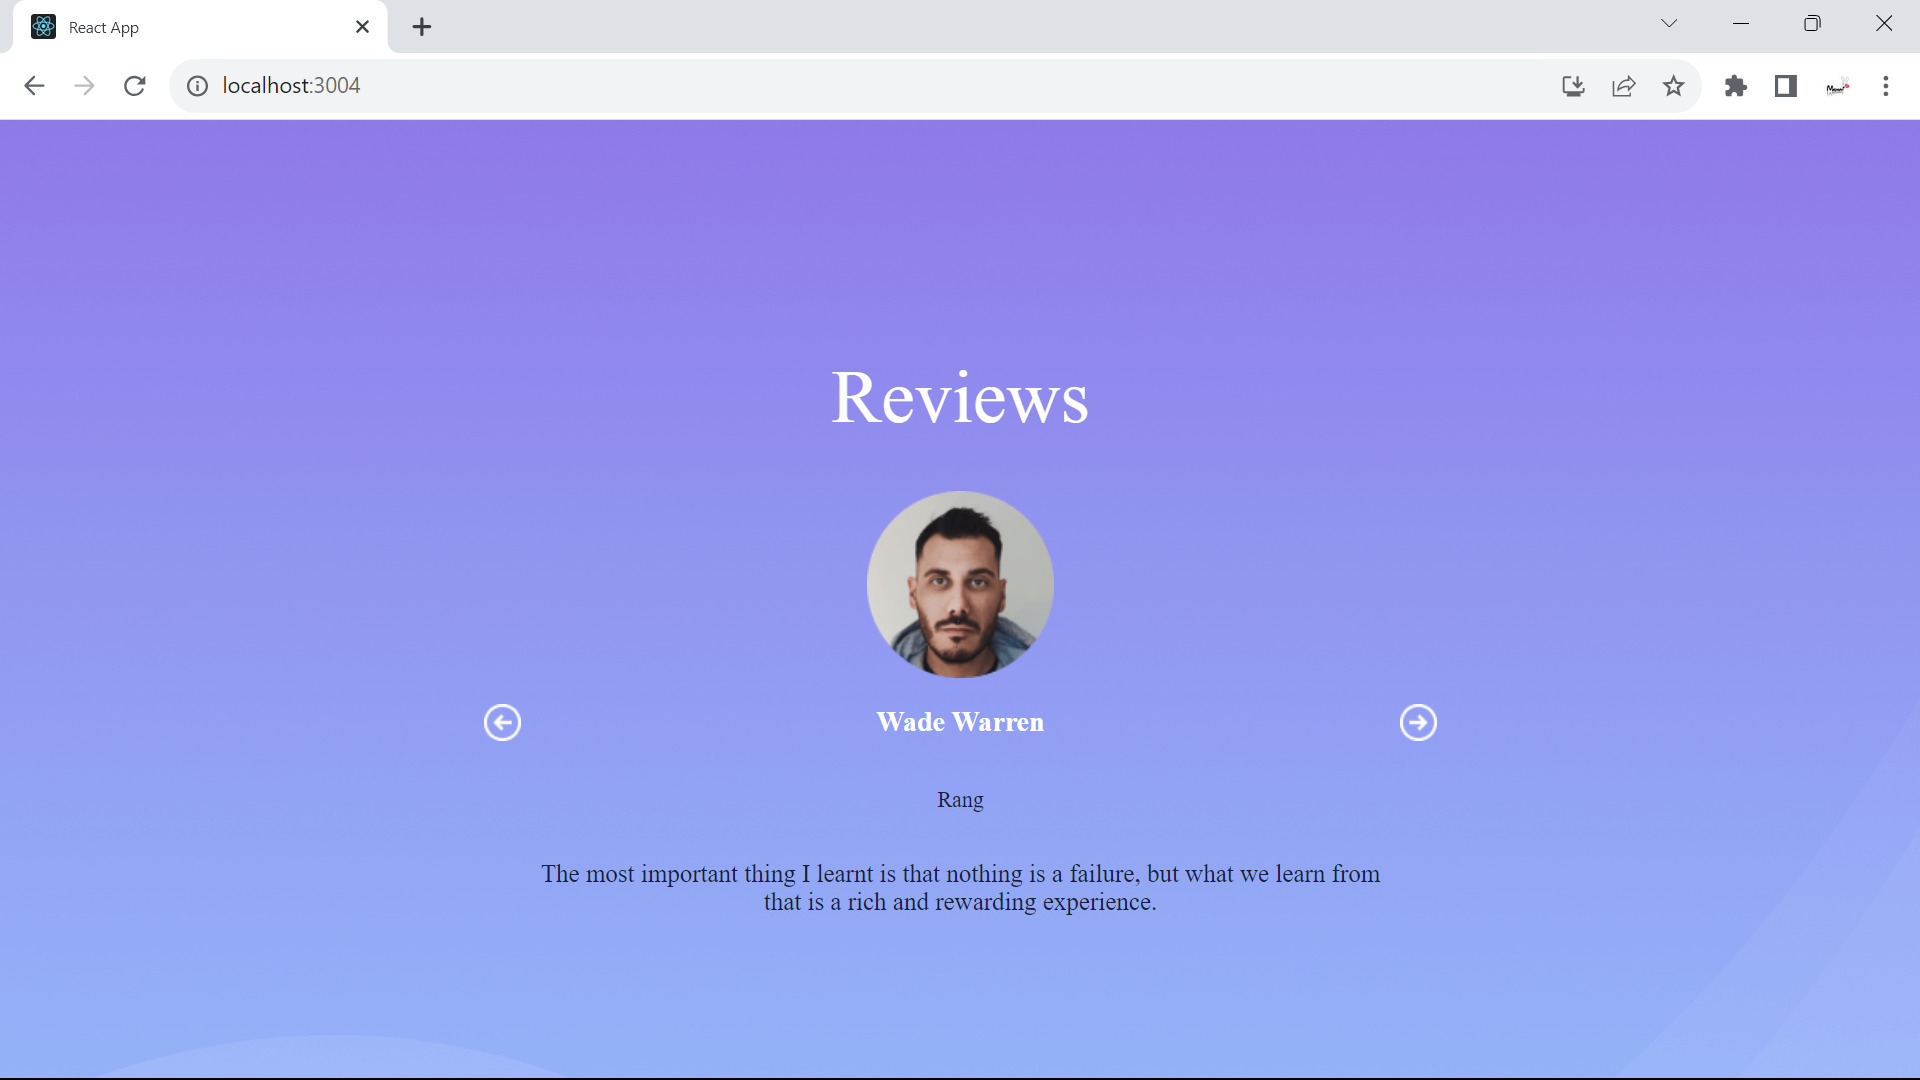 React App
localhost:3004
Reviews
Wade Warren
Rang
The most important thing I learnt is that nothing is a failure, but what we learn from
that is a rich and rewarding experience.